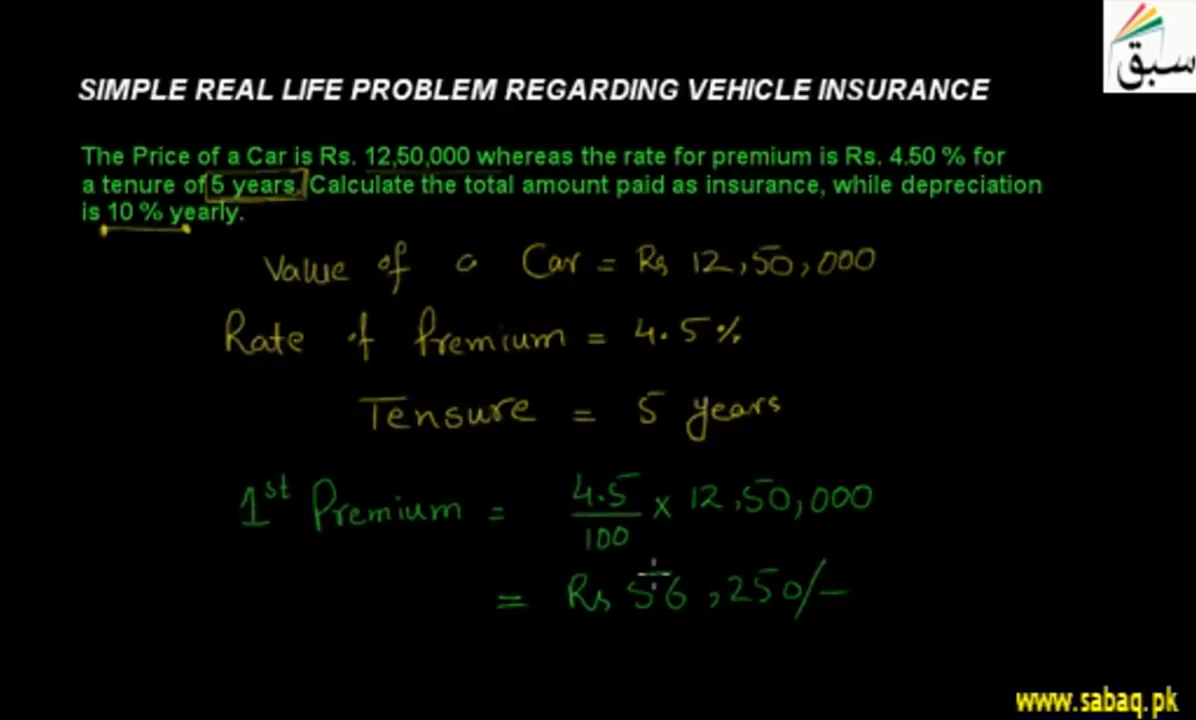 سبق
SIMPLE REAL LIFE PROBLEM REGARDING VEHICLE INSURANCE
The Price of a Car is Rs. 12,50,000 whereas the rate for premium is Rs. 4.50 % for
a tenure of 5 years. Calculate the total amount paid as insurance, while depreciation
is 10 % yearly.
Value of a Car = Rs 12,50,000
Rate of Premium = 4.5%
Tensure = 5 years
1st Premium = 4.5/100 x 12,50,000
= Rs 56,250/-
www.sabaq.pk